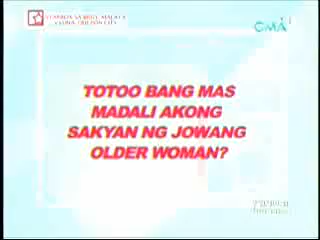 GMA
TOTOO BANG MAS
MADALI AKONG
SAKYAN NG JOWANG
OLDER WOMAN?